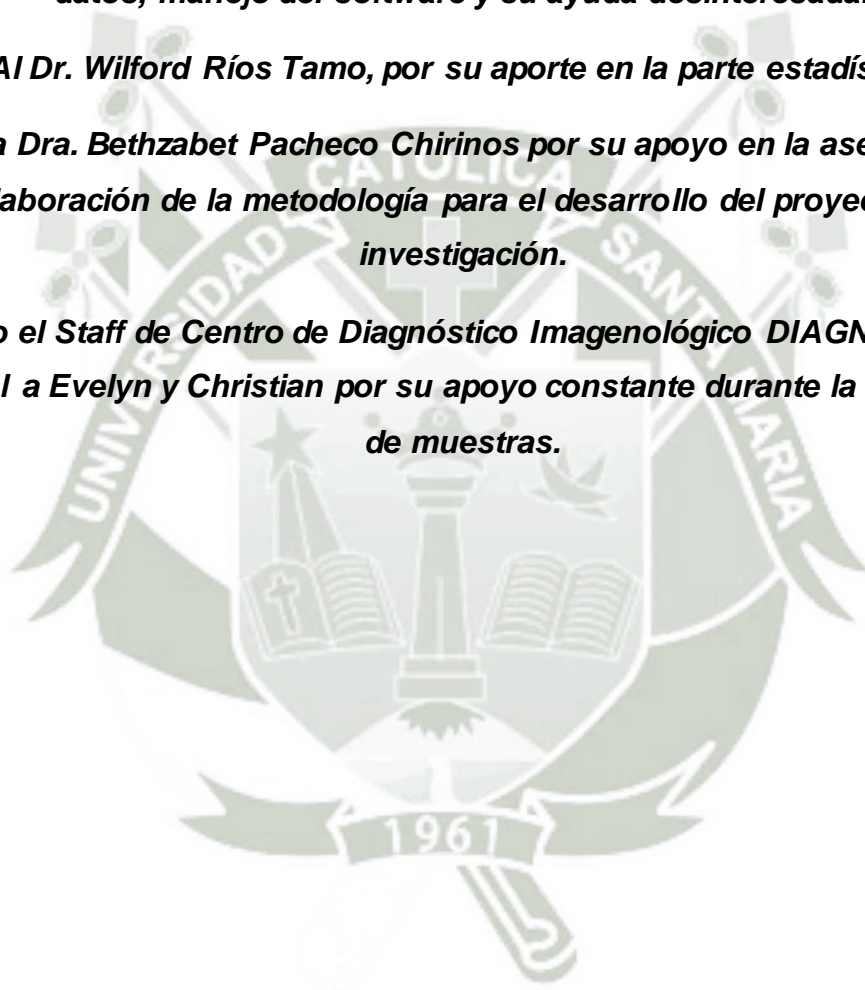 datos, manejo del software y su ayuda desinteresada
Al Dr. Wilford Ríos Tamo, por su aporte en la parte estadís
a Dra. Bethzabet Pacheco Chirinos por su apoyo en la ase
laboración de la metodología para el desarrollo del proyec
investigación.
o el Staff de Centro de Diagnóstico Imagenológico DIAGN
l a Evelyn y Christian por su apoyo constante durante la
de muestras.
UNIVERSIDAD CATOLICA SANTA MARIA
1961